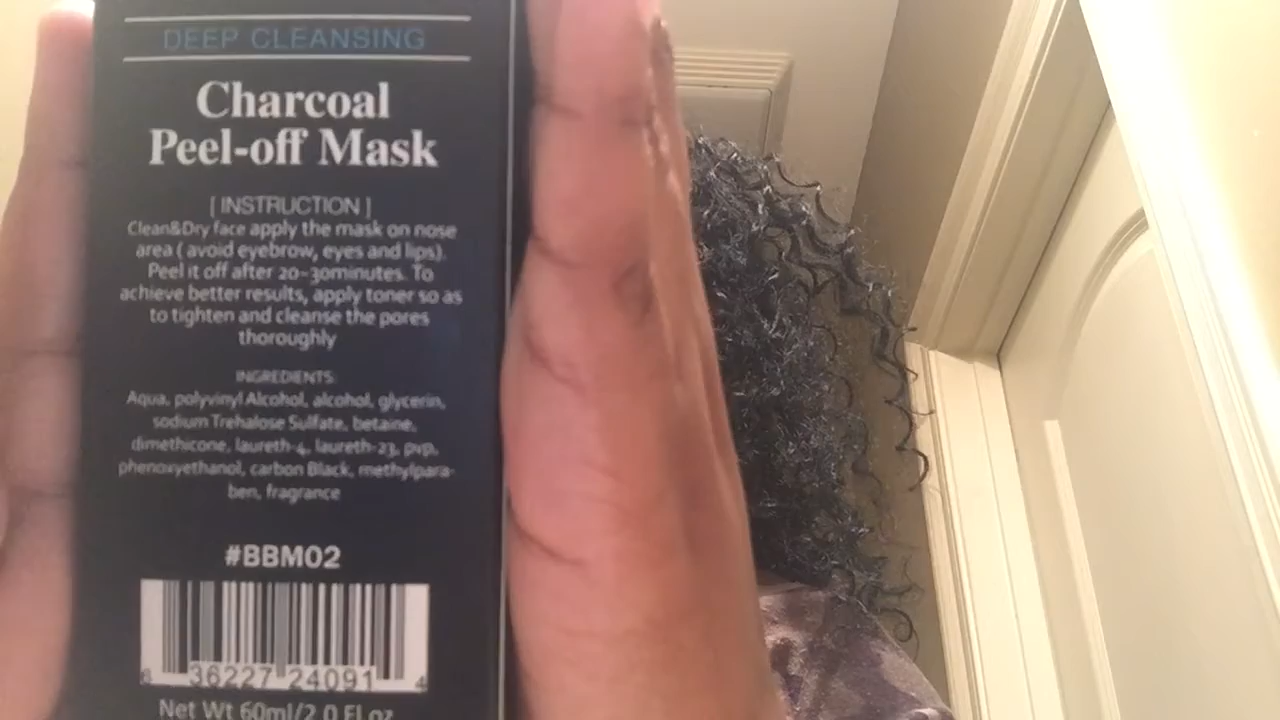 DEEP CLEANSING
Charcoal
Peel-off Mask
[ INSTRUCTION ]
Clean&Dry face apply the mask on nose
area ( avoid eyebrow, eyes and lips).
Peel it off after 20-30minutes. To
achieve better results, apply toner so as
to tighten and cleanse the pores
thoroughly
INGREDIENTS:
Aqua, polyvinyl Alcohol, alcohol, glycerin,
sodium Trehalose Sulfate, betaine,
dimethicone, laureth-4, laureth-23, pvp,
phenoxyethanol, carbon Black, methylpara-
ben, fragrance
#BBM02
6 36227 24091 4
Net Wt 60ml/2.0 Fl oz